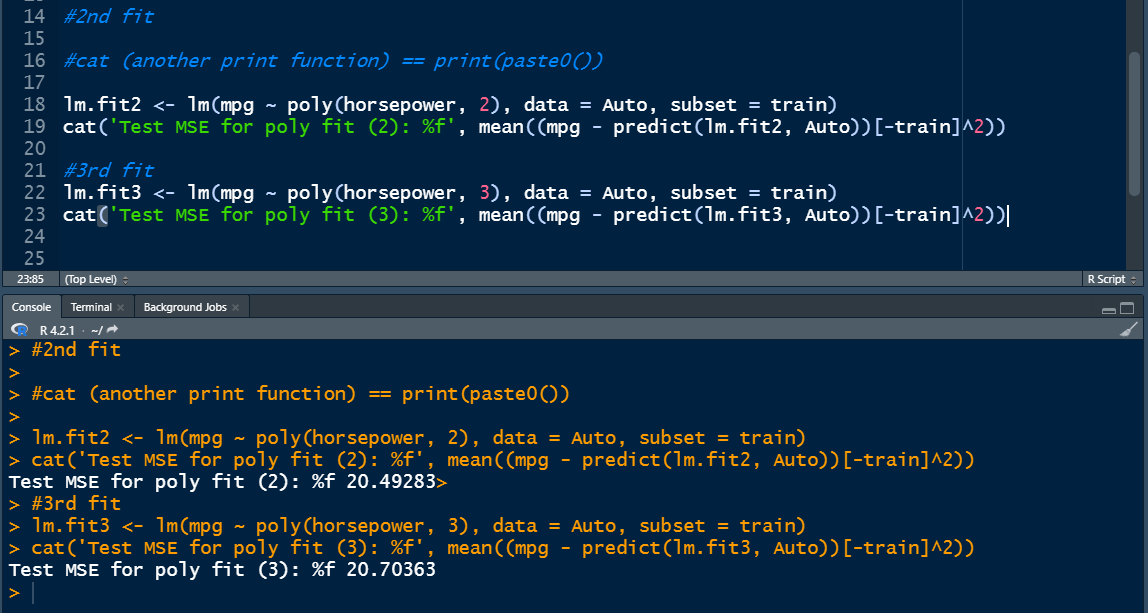 14 #2nd fit
15
16 #cat (another print function) == print(paste0())
17
18 lm.fit2 <- lm(mpg ~ poly(horsepower, 2), data = Auto, subset = train)
19 cat('Test MSE for poly fit (2): %f', mean((mpg - predict(lm.fit2, Auto))[-train]^2))
20
21 #3rd fit
22 lm.fit3 <- lm(mpg ~ poly(horsepower, 3), data = Auto, subset = train)
23 cat('Test MSE for poly fit (3): %f', mean((mpg - predict(lm.fit3, Auto))[-train]^2))
24
25
23:85 (Top Level) R Script
Console Terminal Background Jobs
R 4.2.1 · ~/
> #2nd fit
>
> #cat (another print function) == print(paste0())
>
> lm.fit2 <- lm(mpg ~ poly(horsepower, 2), data = Auto, subset = train)
> cat('Test MSE for poly fit (2): %f', mean((mpg - predict(lm.fit2, Auto))[-train]^2))
Test MSE for poly fit (2): %f 20.49283>
> #3rd fit
> lm.fit3 <- lm(mpg ~ poly(horsepower, 3), data = Auto, subset = train)
> cat('Test MSE for poly fit (3): %f', mean((mpg - predict(lm.fit3, Auto))[-train]^2))
Test MSE for poly fit (3): %f 20.70363
>